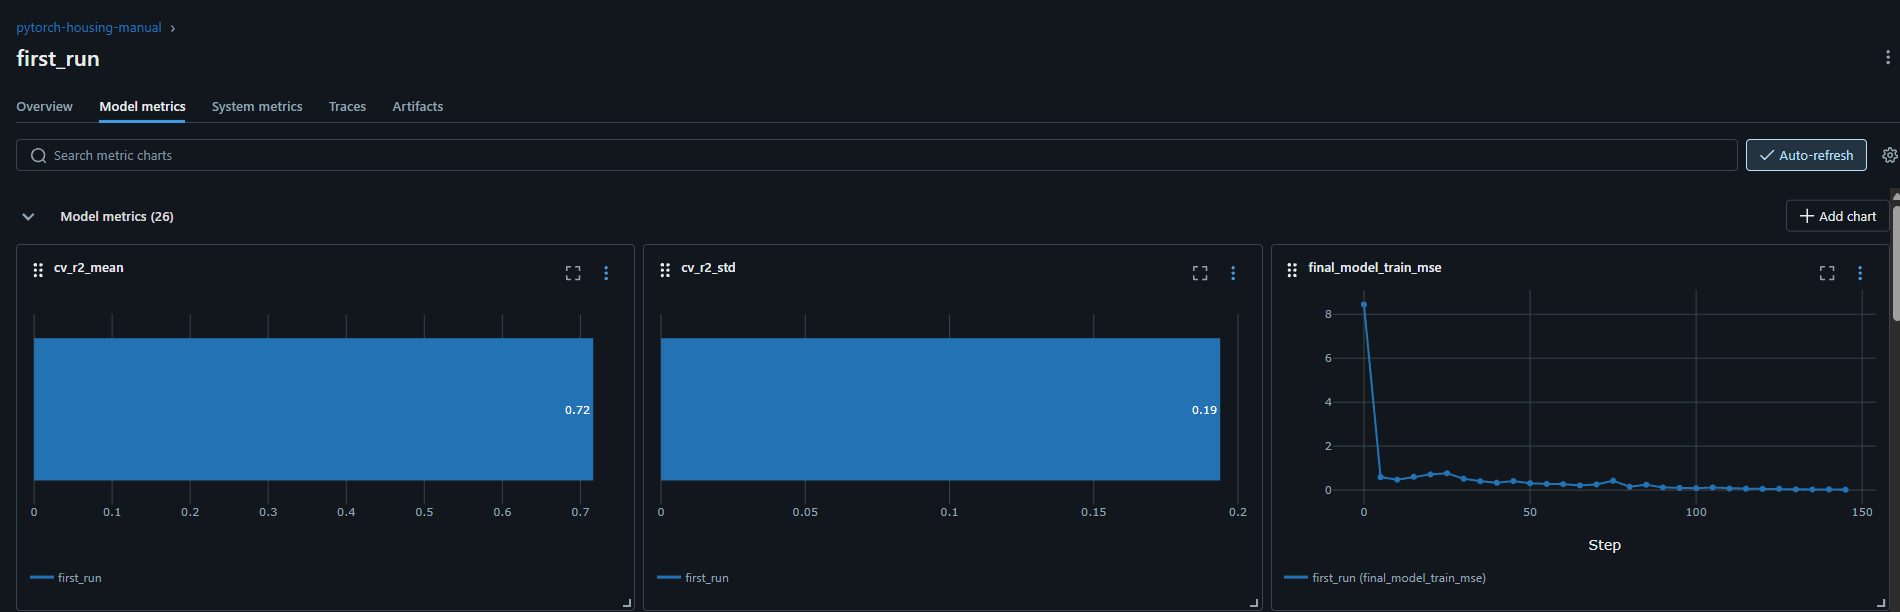 pytorch-housing-manual ›
first_run
Overview Model metrics System metrics Traces Artifacts
Search metric charts
Auto-refresh
Model metrics (26)
Add chart
cv_r2_mean
0.72
0 0.1 0.2 0.3 0.4 0.5 0.6 0.7
first_run
cv_r2_std
0.19
0 0.05 0.1 0.15 0.2
first_run
final_model_train_mse
8
6
4
2
0
0 50 100 150
Step
first_run (final_model_train_mse)